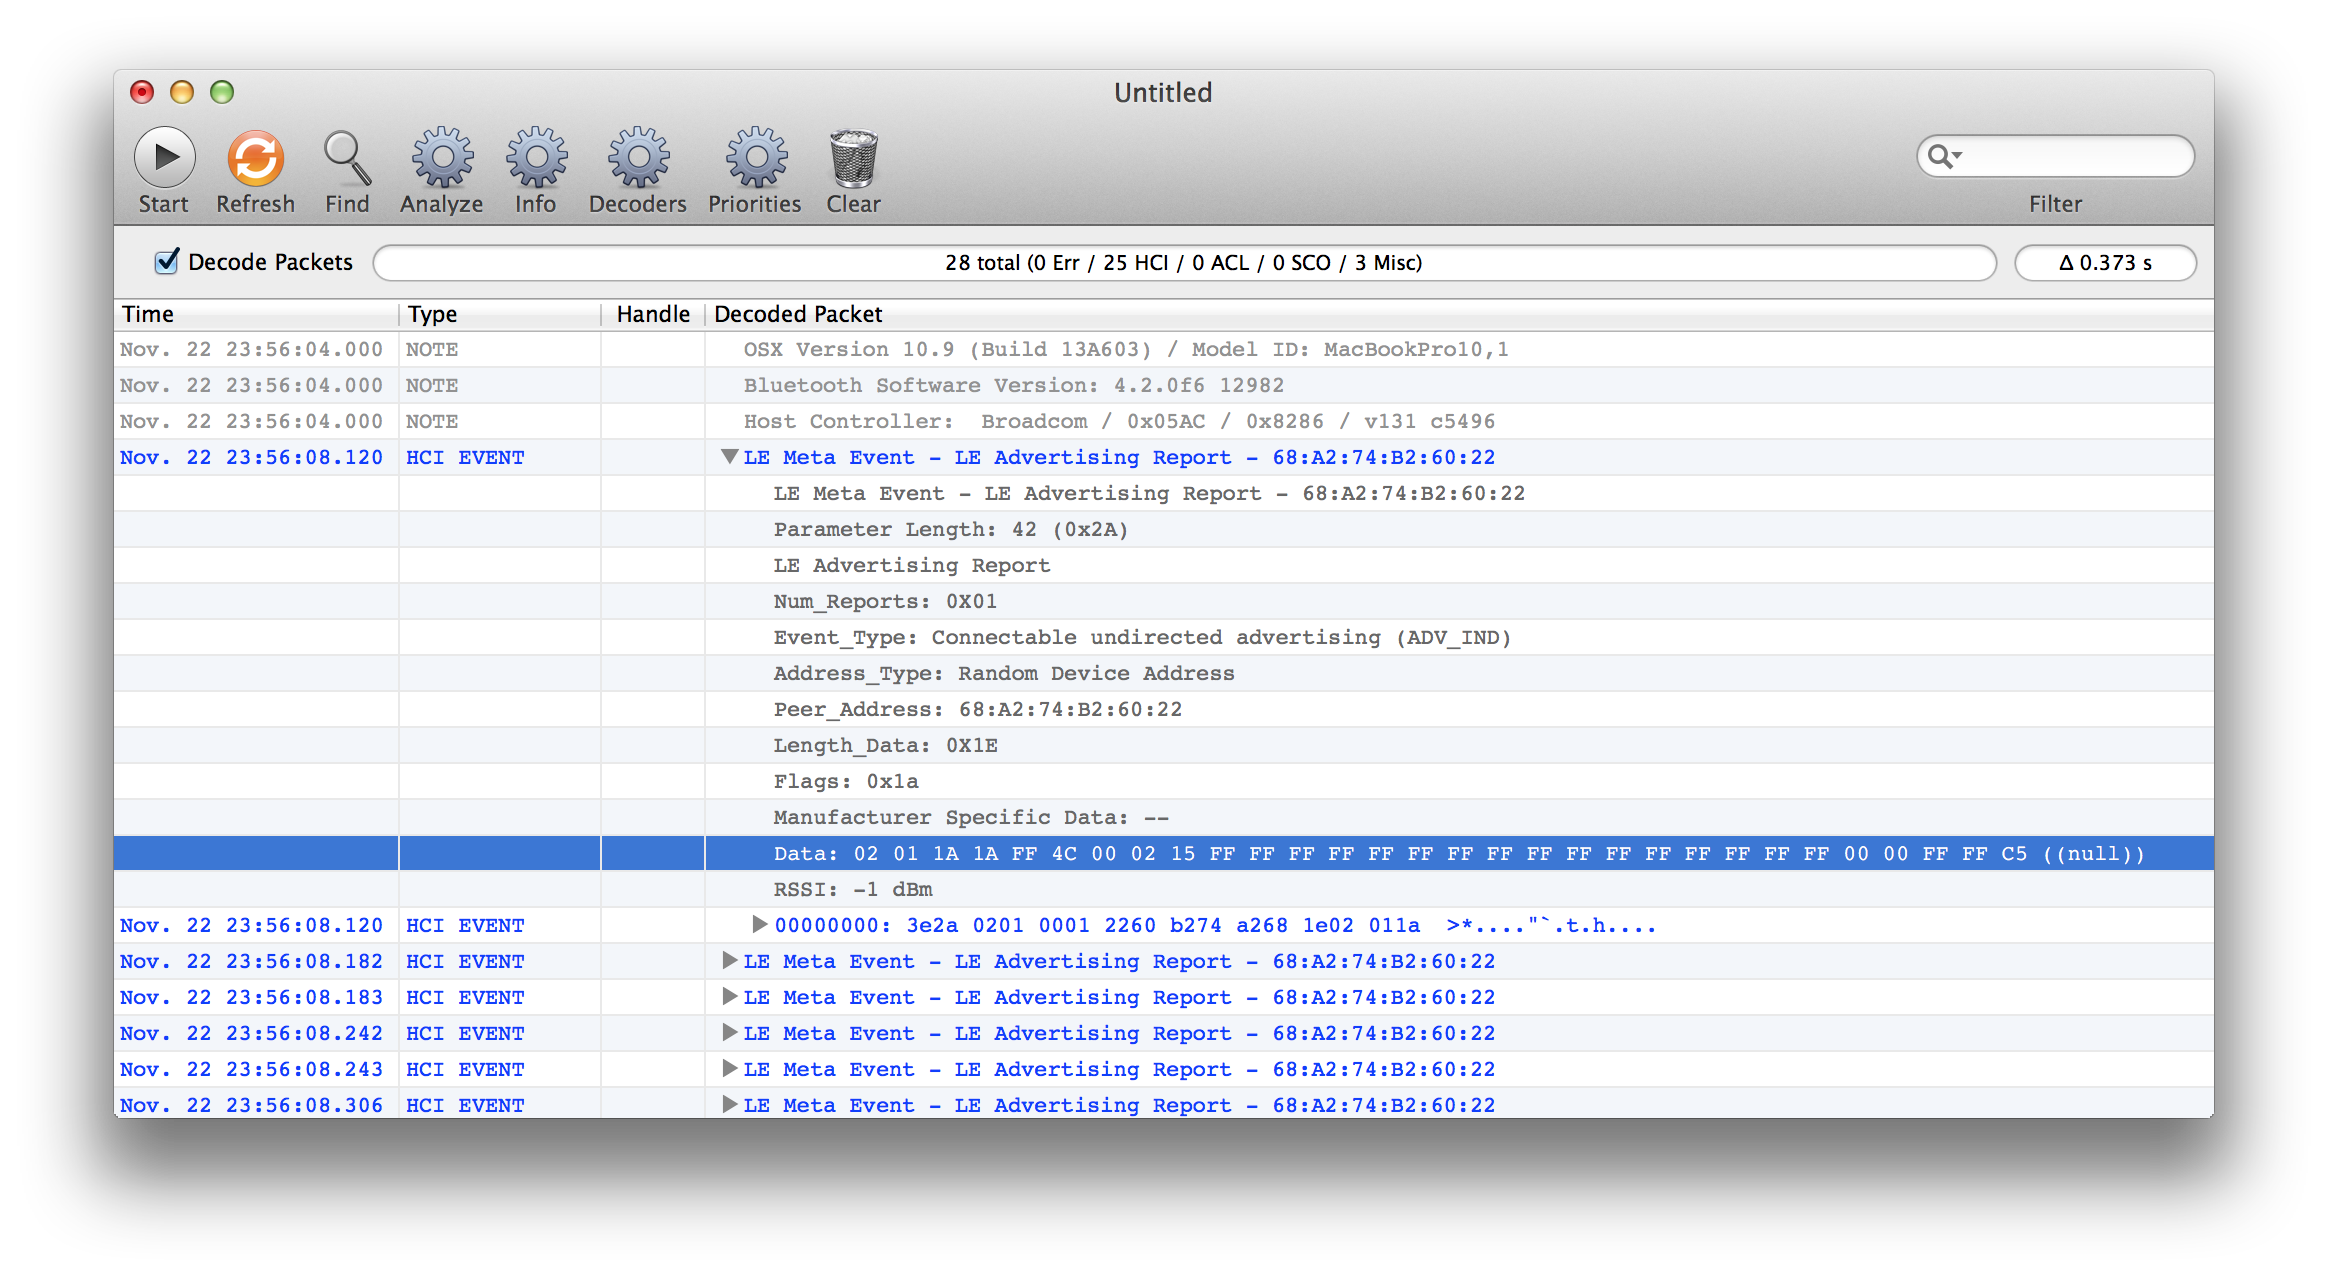 Untitled
Start Refresh Find Analyze Info Decoders Priorities Clear Filter
Decode Packets 28 total (0 Err / 25 HCI / 0 ACL / 0 SCO / 3 Misc) Δ 0.373 s
Time Type Handle Decoded Packet
Nov. 22 23:56:04.000 NOTE OSX Version 10.9 (Build 13A603) / Model ID: MacBookPro10,1
Nov. 22 23:56:04.000 NOTE Bluetooth Software Version: 4.2.0f6 12982
Nov. 22 23:56:04.000 NOTE Host Controller: Broadcom / 0x05AC / 0x8286 / v131 c5496
Nov. 22 23:56:08.120 HCI EVENT LE Meta Event - LE Advertising Report - 68:A2:74:B2:60:22
LE Meta Event - LE Advertising Report - 68:A2:74:B2:60:22
Parameter Length: 42 (0x2A)
LE Advertising Report
Num_Reports: 0X01
Event_Type: Connectable undirected advertising (ADV_IND)
Address_Type: Random Device Address
Peer_Address: 68:A2:74:B2:60:22
Length_Data: 0X1E
Flags: 0x1a
Manufacturer Specific Data: --
Data: 02 01 1A 1A FF 4C 00 02 15 FF FF FF FF FF FF FF FF FF FF FF FF FF FF FF FF 00 00 FF FF C5 ((null))
RSSI: -1 dBm
Nov. 22 23:56:08.120 HCI EVENT 00000000: 3e2a 0201 0001 2260 b274 a268 1e02 011a >*...."`.t.h....
Nov. 22 23:56:08.182 HCI EVENT LE Meta Event - LE Advertising Report - 68:A2:74:B2:60:22
Nov. 22 23:56:08.183 HCI EVENT LE Meta Event - LE Advertising Report - 68:A2:74:B2:60:22
Nov. 22 23:56:08.242 HCI EVENT LE Meta Event - LE Advertising Report - 68:A2:74:B2:60:22
Nov. 22 23:56:08.243 HCI EVENT LE Meta Event - LE Advertising Report - 68:A2:74:B2:60:22
Nov. 22 23:56:08.306 HCI EVENT LE Meta Event - LE Advertising Report - 68:A2:74:B2:60:22